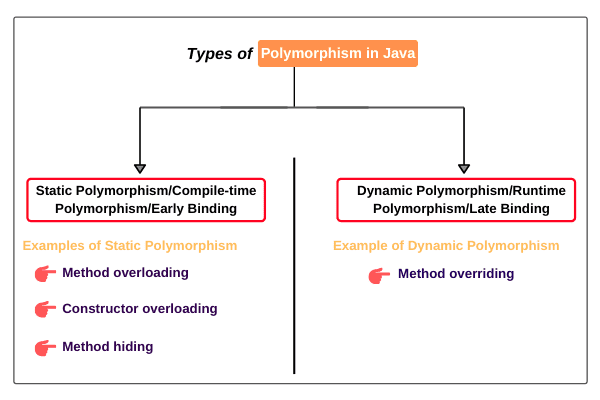 Types of Polymorphism in Java
Static Polymorphism/Compile-time
Polymorphism/Early Binding
Examples of Static Polymorphism
Method overloading
Constructor overloading
Method hiding
Dynamic Polymorphism/Runtime
Polymorphism/Late Binding
Example of Dynamic Polymorphism
Method overriding